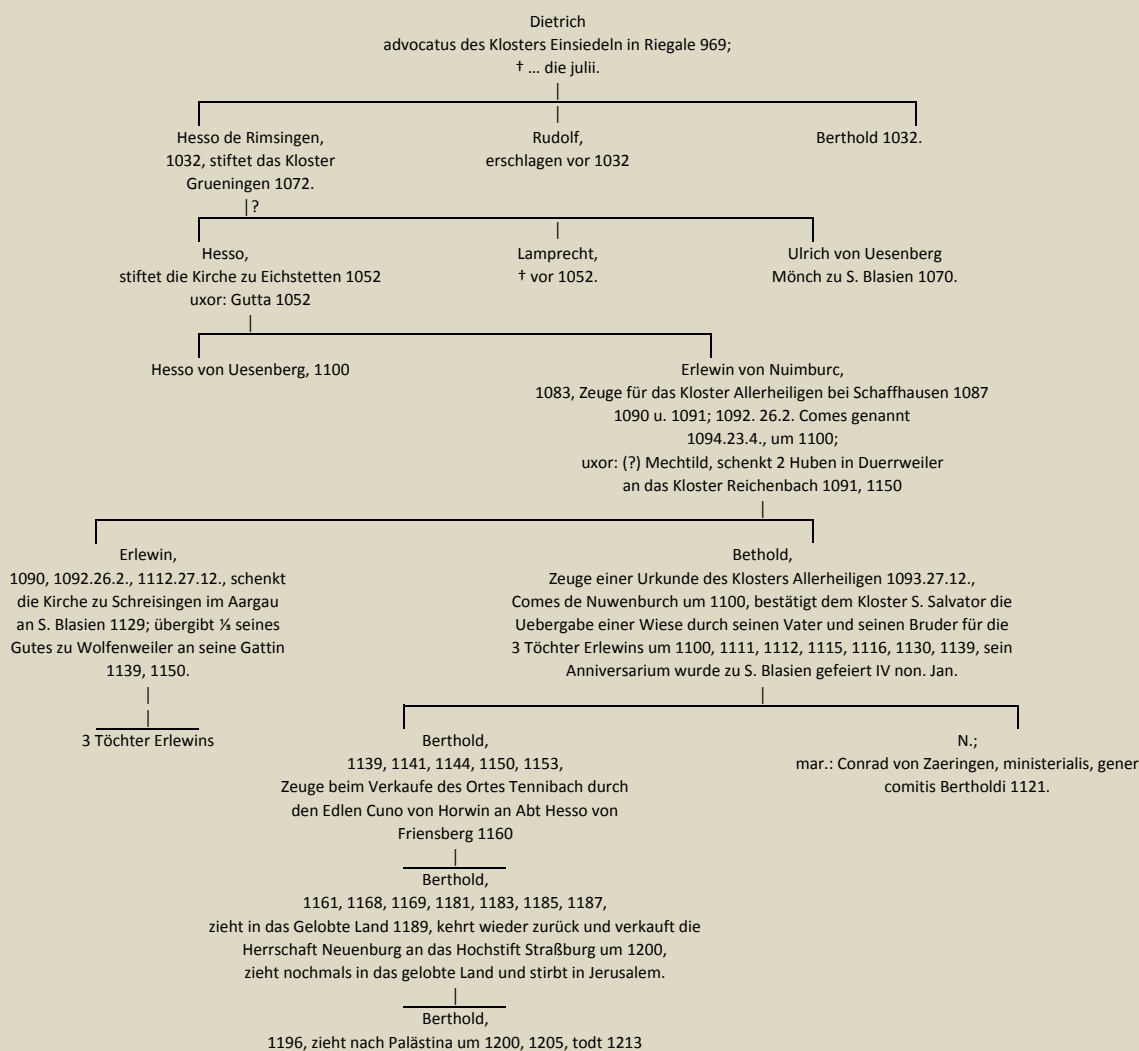 Dietrich
advocatus des Klosters Einsiedeln in Riegale 969;
† ... die julii.
Hesso de Rimsingen,
1032, stiftet das Kloster
Grueningen 1072.
Rudolf,
erschlagen vor 1032
Berthold 1032.
?
Hesso,
stiftet die Kirche zu Eichstetten 1052
uxor: Gutta 1052
Lamprecht,
† vor 1052.
Ulrich von Uesenberg
Mönch zu S. Blasien 1070.
Hesso von Uesenberg, 1100
Erlewin von Nuimburc,
1083, Zeuge für das Kloster Allerheiligen bei Schaffhausen 1087
1090 u. 1091; 1092. 26.2. Comes genannt
1094.23.4., um 1100;
uxor: (?) Mechtild, schenkt 2 Huben in Duerrweiler
an das Kloster Reichenbach 1091, 1150
Erlewin,
1090, 1092.26.2., 1112.27.12., schenkt
die Kirche zu Schreisingen im Aargau
an S. Blasien 1129; übergibt ⅓ seines
Gutes zu Wolfenweiler an seine Gattin
1139, 1150.
Bethold,
Zeuge einer Urkunde des Klosters Allerheiligen 1093.27.12.,
Comes de Nuwenburch um 1100, bestätigt dem Kloster S. Salvator die
Uebergabe einer Wiese durch seinen Vater und seinen Bruder für die
3 Töchter Erlewins um 1100, 1111, 1112, 1115, 1116, 1130, 1139, sein
Anniversarium wurde zu S. Blasien gefeiert IV non. Jan.
3 Töchter Erlewins
Berthold,
1139, 1141, 1144, 1150, 1153,
Zeuge beim Verkaufe des Ortes Tennibach durch
den Edlen Cuno von Horwin an Abt Hesso von
Friensberg 1160
N.;
mar.: Conrad von Zaeringen, ministerialis, gener
comitis Bertholdi 1121.
Berthold,
1161, 1168, 1169, 1181, 1183, 1185, 1187,
zieht in das Gelobte Land 1189, kehrt wieder zurück und verkauft die
Herrschaft Neuenburg an das Hochstift Straßburg um 1200,
zieht nochmals in das gelobte Land und stirbt in Jerusalem.
Berthold,
1196, zieht nach Palästina um 1200, 1205, todt 1213